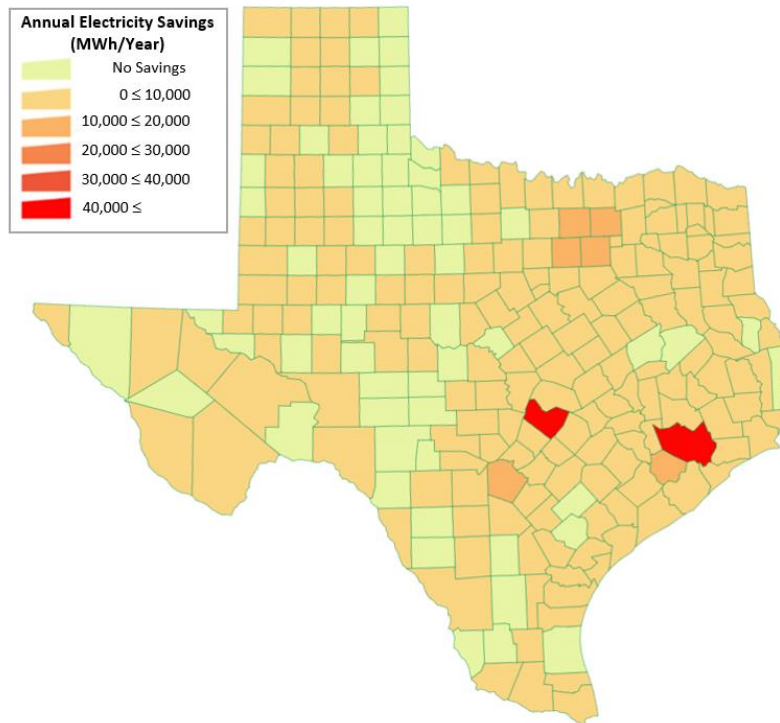 Annual Electricity Savings
(MWh/Year)
No Savings
0 ≤ 10,000
10,000 ≤ 20,000
20,000 ≤ 30,000
30,000 ≤ 40,000
40,000 ≤